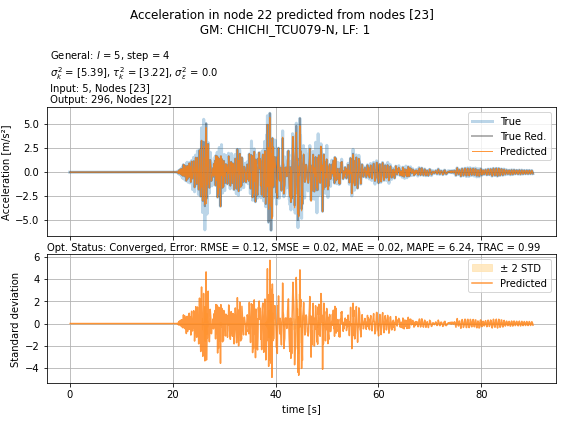 Acceleration in node 22 predicted from nodes [23]
GM: CHICHI_TCU079-N, LF: 1
General: l = 5, step = 4
σ²ₖ = [5.39], τ²ₖ = [3.22], σ²ε = 0.0
Input: 5, Nodes [23]
Output: 296, Nodes [22]
Acceleration [m/s²]
5.0
2.5
0.0
−2.5
−5.0
True
True Red.
Predicted
Opt. Status: Converged, Error: RMSE = 0.12, SMSE = 0.02, MAE = 0.02, MAPE = 6.24, TRAC = 0.99
Standard deviation
6
4
2
0
−2
−4
± 2 STD
Predicted
0 20 40 60 80
time [s]